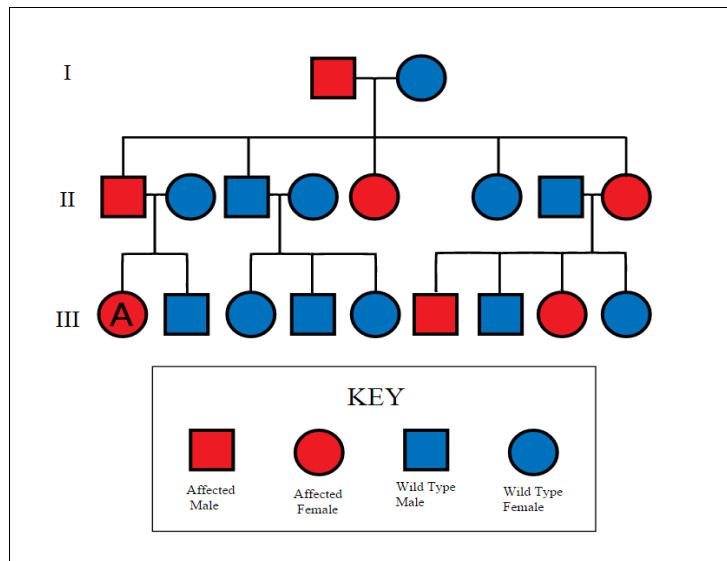 I
II
A
III
KEY
Affected
Male
Affected
Female
Wild Type
Male
Wild Type
Female